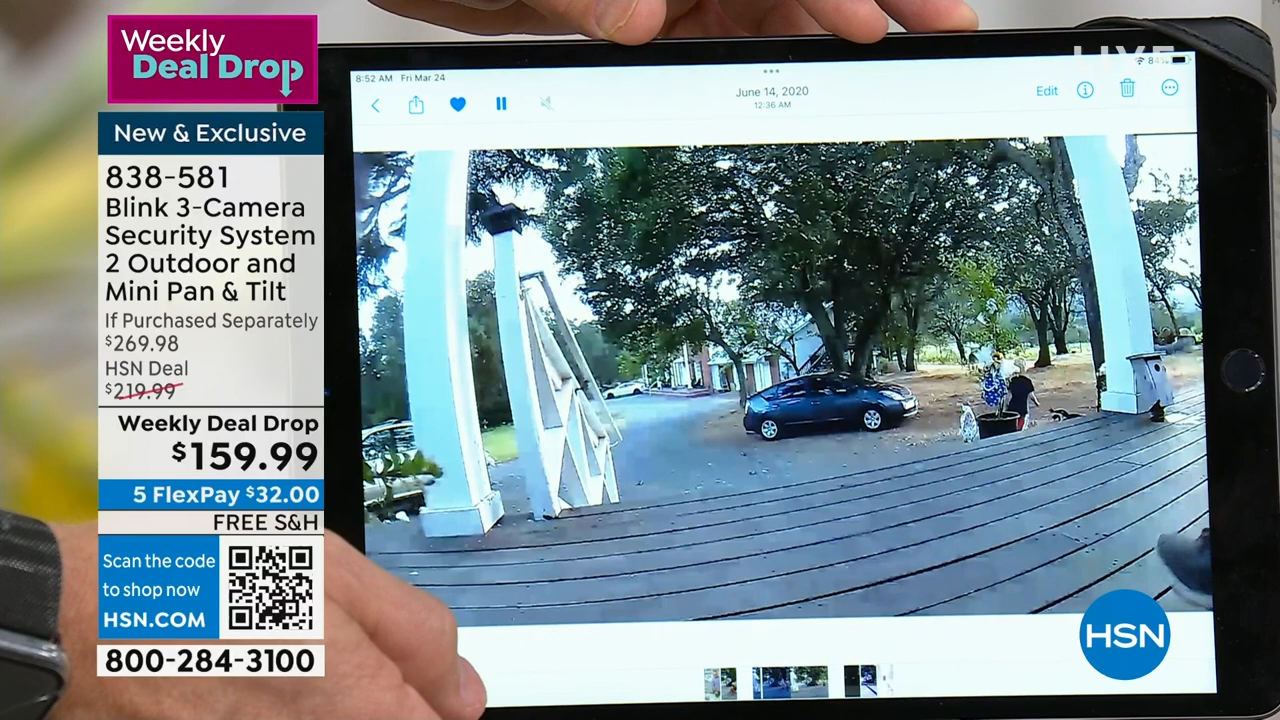 Weekly
Deal Drop
New & Exclusive
838-581
Blink 3-Camera
Security System
2 Outdoor and
Mini Pan & Tilt
If Purchased Separately
$269.98
HSN Deal
$219.99
Weekly Deal Drop
$159.99
5 FlexPay $32.00
FREE S&H
Scan the code
to shop now
HSN.COM
800-284-3100
LIVE
8:52 AM Fri Mar 24
84%
June 14, 2020
12:36 AM
Edit
HSN